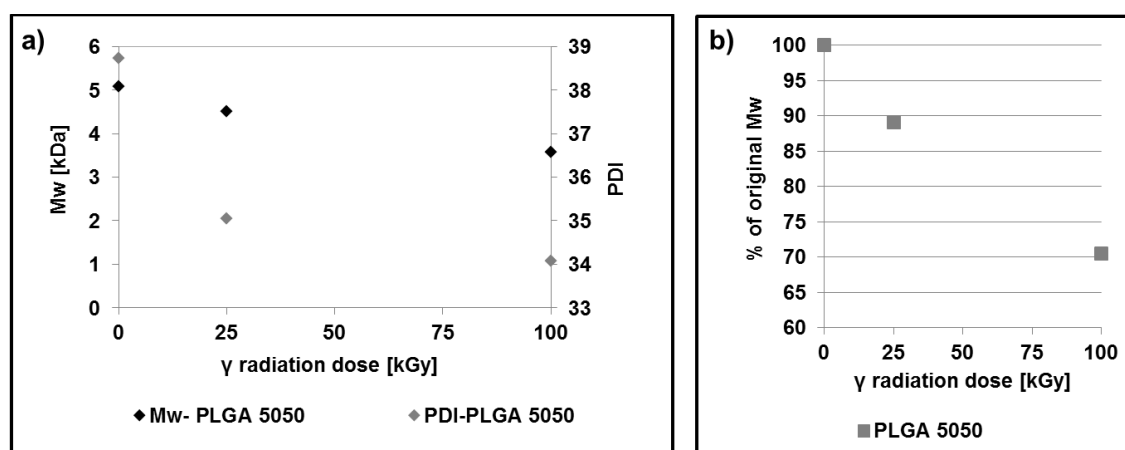 a)
6
5
4
3
2
1
0
Mw [kDa]
39
38
37
36
35
34
33
PDI
0 25 50 75 100
γ radiation dose [kGy]
Mw- PLGA 5050 PDI-PLGA 5050
b)
100
95
90
85
80
75
70
65
60
% of original Mw
0 25 50 75 100
γ radiation dose [kGy]
PLGA 5050